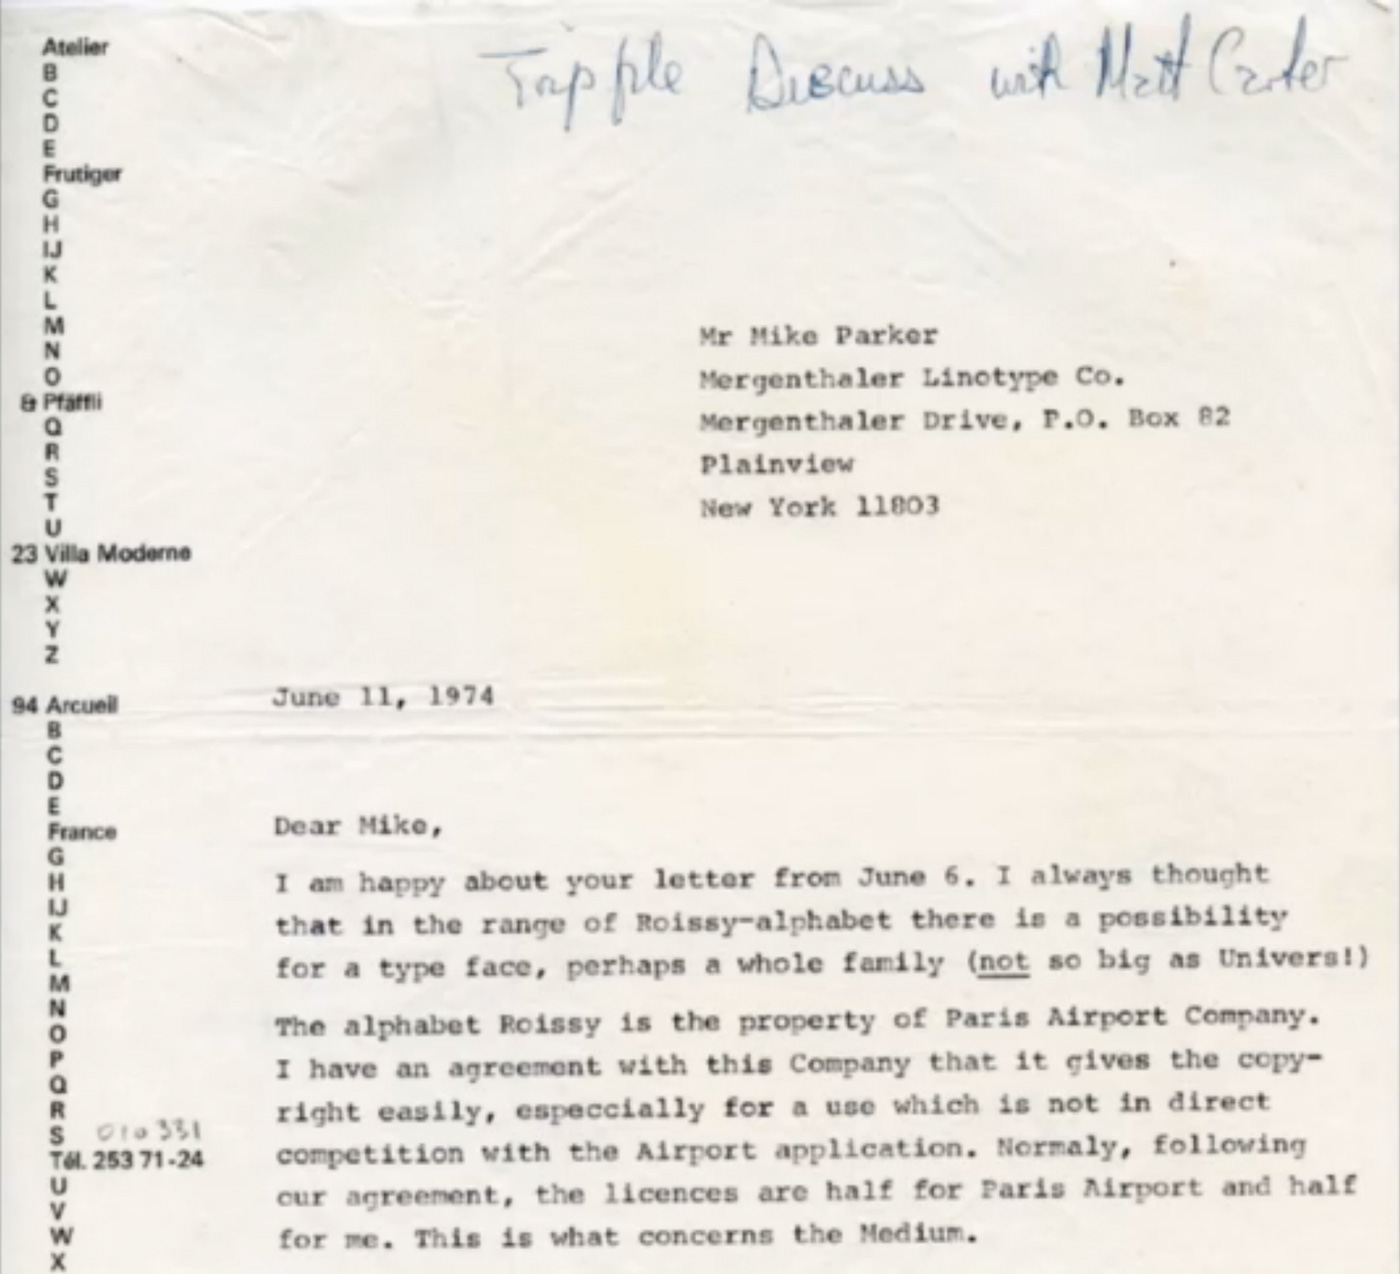 Discuss with Matt Carter
Atelier
B
C
D
E
Frutiger
G
H
IJ
K
L
M
N
O
& Pfäffli
Q
R
S
T
U
23 Villa Moderne
W
X
Y
Z
94 Arcueil
B
C
D
E
France
G
H
IJ
K
L
M
N
O
P
Q
R
S
010 331
Tél. 253 71-24
U
V
W
X
Mr Mike Parker
Mergenthaler Linotype Co.
Mergenthaler Drive, P.O. Box 82
Plainview
New York 11803
June 11, 1974
Dear Mike,
I am happy about your letter from June 6. I always thought
that in the range of Roissy-alphabet there is a possibility
for a type face, perhaps a whole family (not so big as Univers!)
The alphabet Roissy is the property of Paris Airport Company.
I have an agreement with this Company that it gives the copy-
right easily, especcially for a use which is not in direct
competition with the Airport application. Normaly, following
our agreement, the licences are half for Paris Airport and half
for me. This is what concerns the Medium.